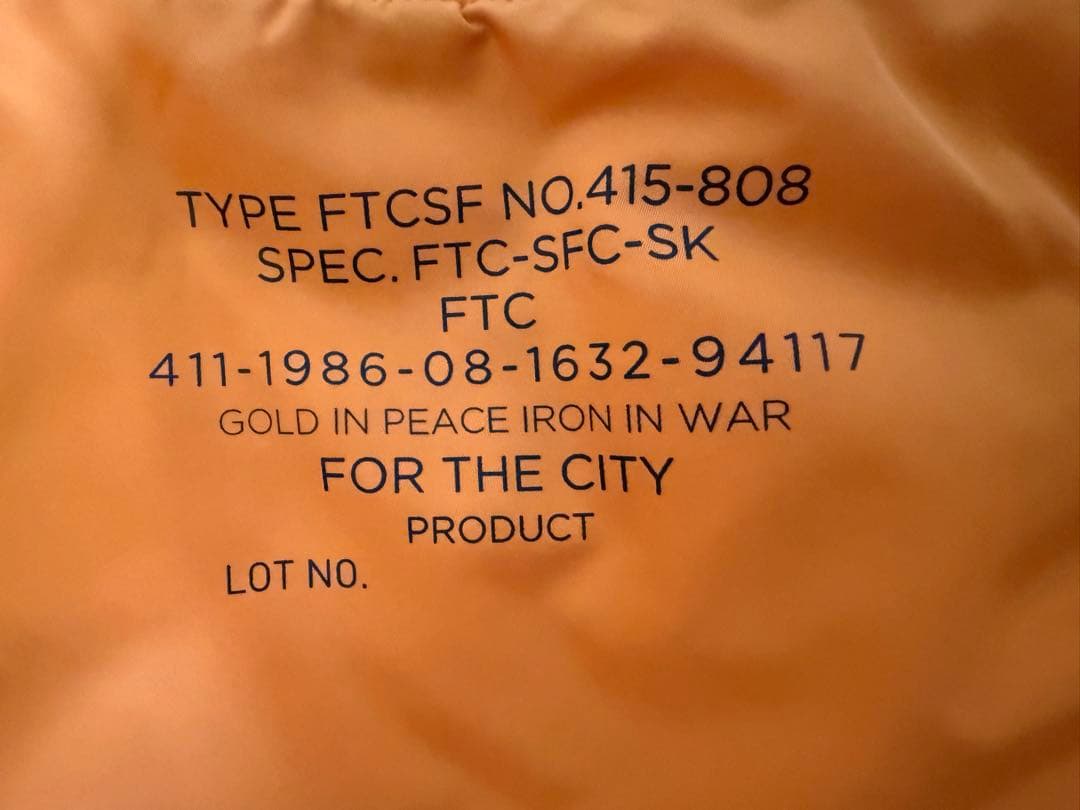 TYPE FTCSF NO.415-808
SPEC. FTC-SFC-SK
FTC
411-1986-08-1632-94117
GOLD IN PEACE IRON IN WAR
FOR THE CITY
PRODUCT
LOT NO.